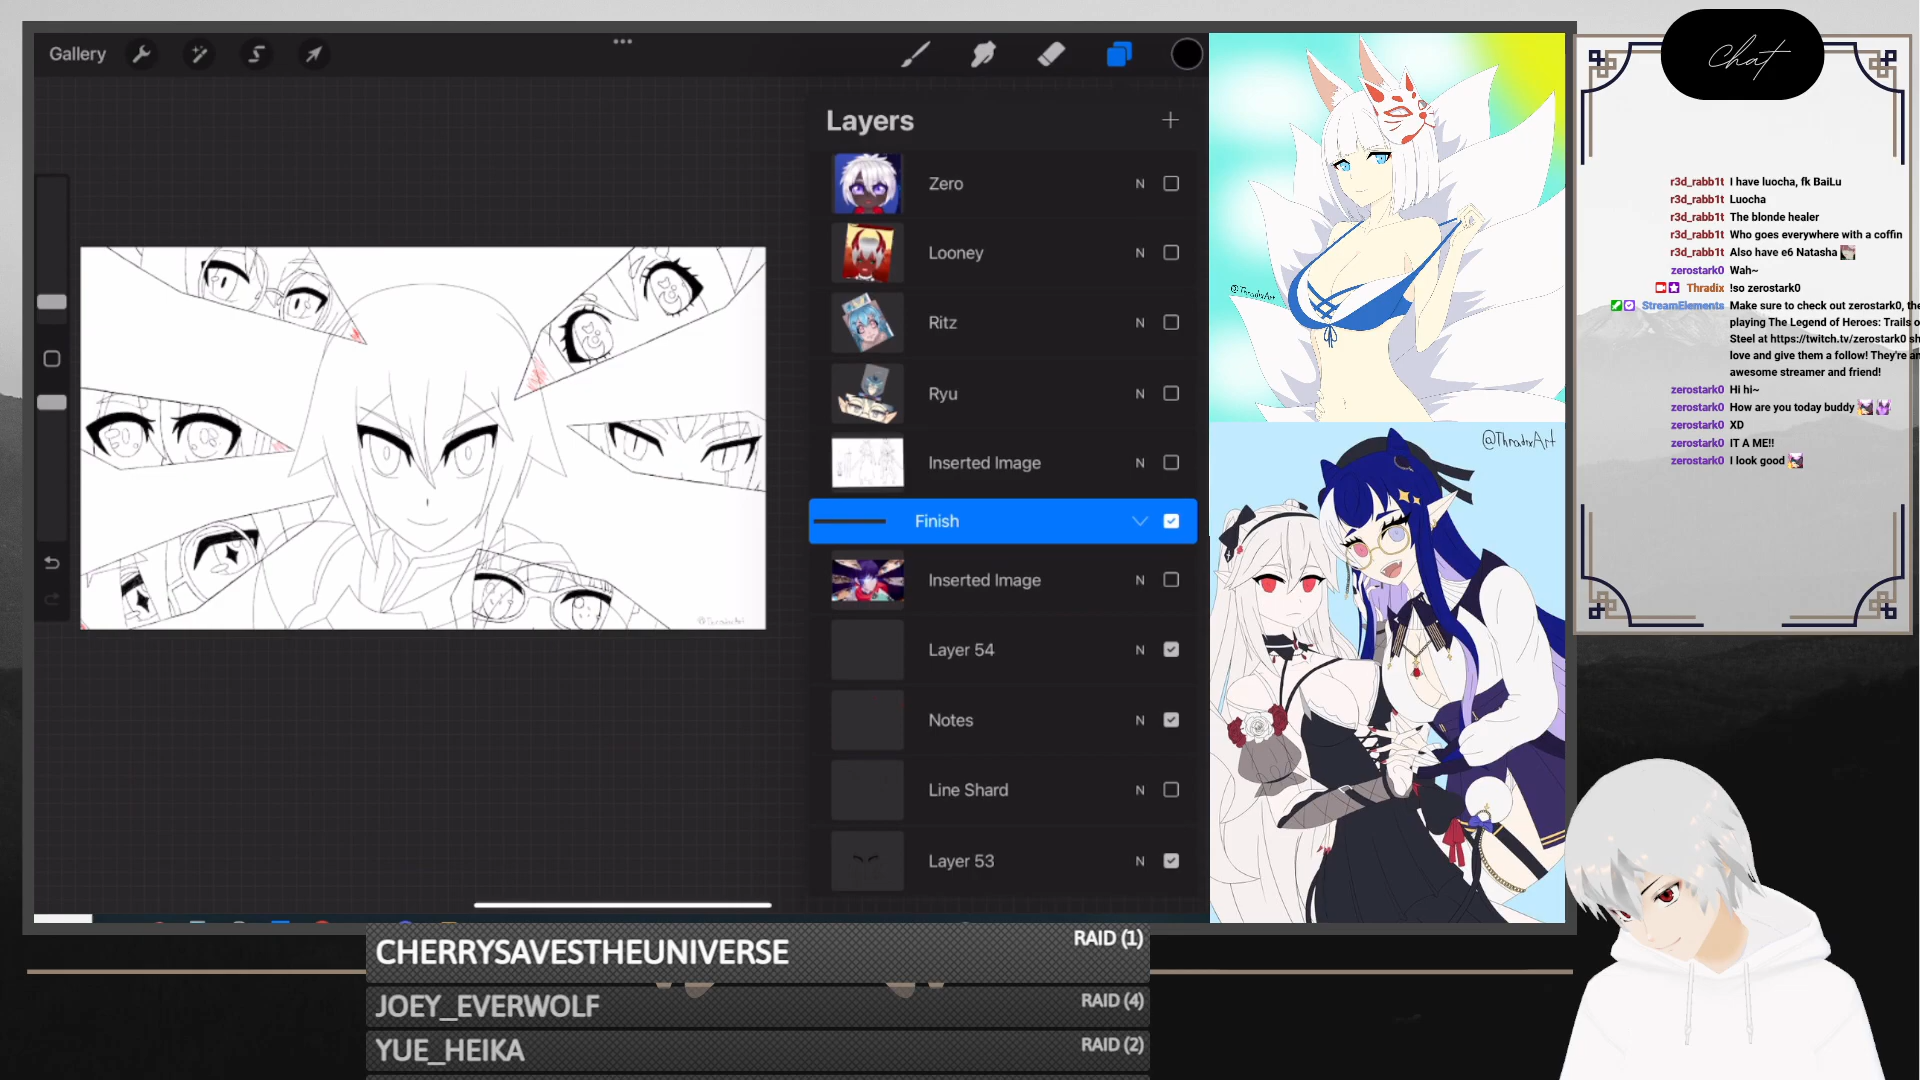 Gallery
Layers
Zero N
Looney N
Ritz N
Ryu N
Inserted Image N
Finish
Inserted Image N
Layer 54 N
Notes N
Line Shard N
Layer 53 N
@ThradixArt
@ThradixArt
@ThradixArt
Chat
r3d_rabb1t I have luocha, fk BaiLu
r3d_rabb1t Luocha
r3d_rabb1t The blonde healer
r3d_rabb1t Who goes everywhere with a coffin
r3d_rabb1t Also have e6 Natasha
zerostark0 Wah~
Thradix !so zerostark0
StreamElements Make sure to check out zerostark0, the
playing The Legend of Heroes: Trails o
Steel at https://twitch.tv/zerostark0 sh
love and give them a follow! They're an
awesome streamer and friend!
zerostark0 Hi hi~
zerostark0 How are you today buddy
zerostark0 XD
zerostark0 IT A ME!!
zerostark0 I look good
CHERRYSAVESTHEUNIVERSE RAID (1)
JOEY_EVERWOLF RAID (4)
YUE_HEIKA RAID (2)